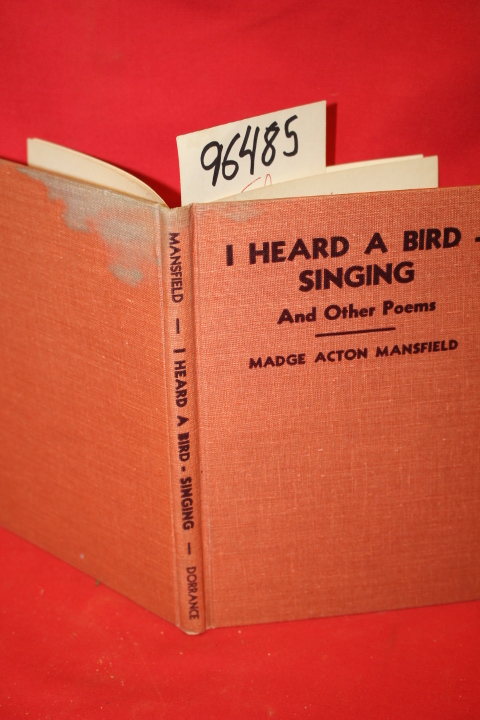 96485
I HEARD A BIRD -
SINGING
And Other Poems
MADGE ACTON MANSFIELD
MANSFIELD — I HEARD A BIRD - SINGING — DORRANCE